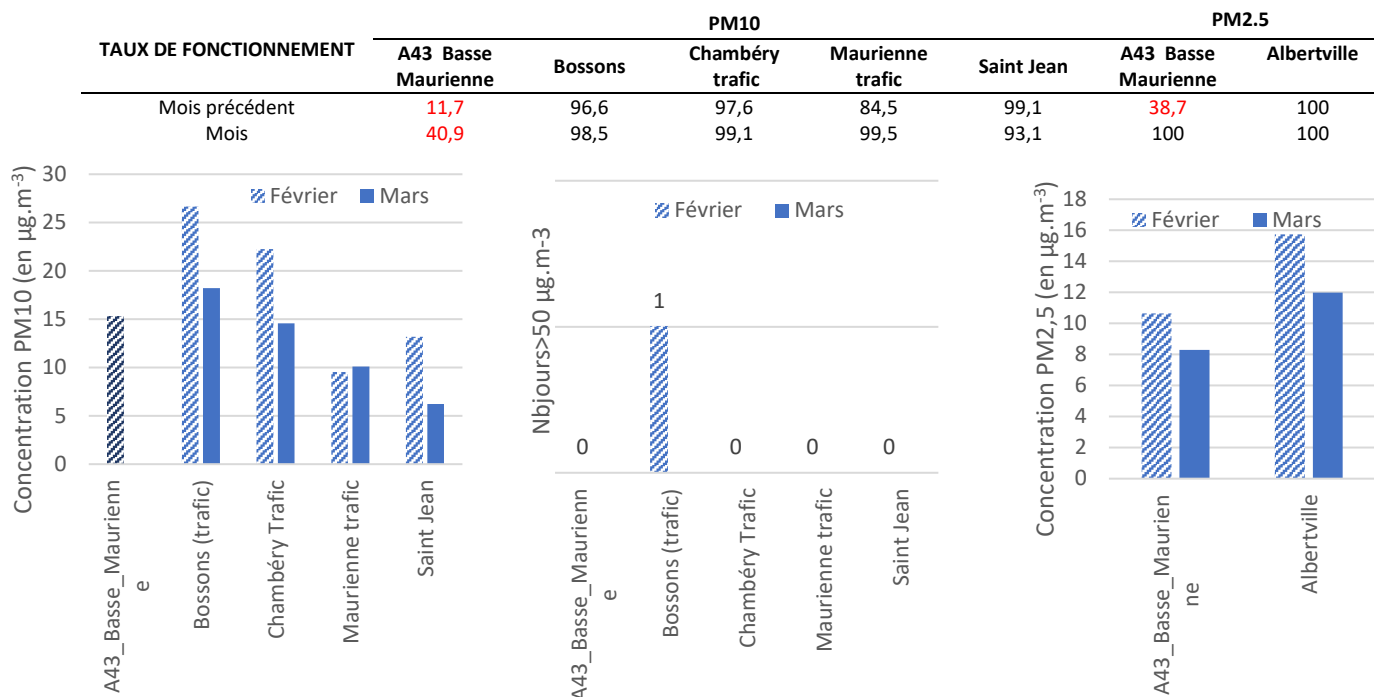 PM10 PM2.5
TAUX DE FONCTIONNEMENT A43 Basse Maurienne Bossons Chambéry trafic Maurienne trafic Saint Jean A43 Basse Maurienne Albertville
Mois précédent 11,7 96,6 97,6 84,5 99,1 38,7 100
Mois 40,9 98,5 99,1 99,5 93,1 100 100
Concentration PM10 (en µg.m-3)
30
25
20
15
10
5
0
Février Mars
A43_Basse_Maurienn
e
Bossons (trafic)
Chambéry Trafic
Maurienne trafic
Saint Jean
Nbjours>50 µg.m-3
Février Mars
0 1 0 0 0
A43_Basse_Maurienn
e
Bossons (trafic)
Chambéry Trafic
Maurienne trafic
Saint Jean
Concentration PM2,5 (en µg.m-3)
18
16
14
12
10
8
6
4
2
0
Février Mars
A43_Basse_Maurien
ne
Albertville